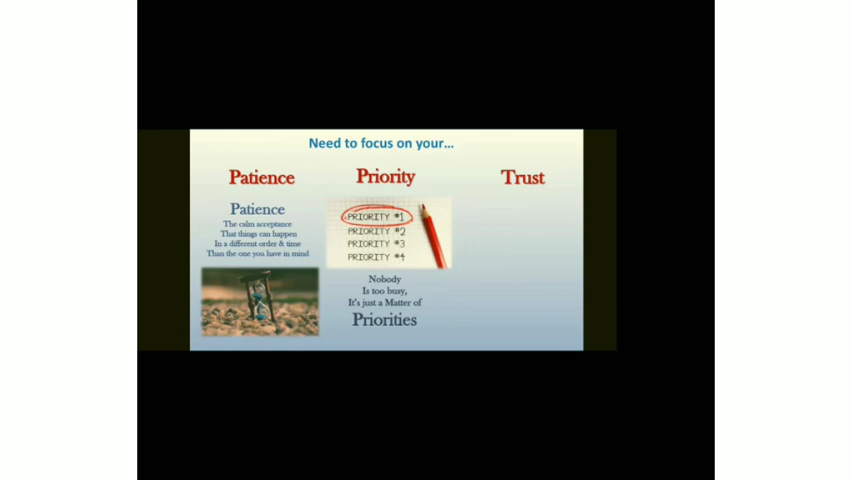 Need to focus on your...
Patience
Priority
Trust
Patience
The calm acceptance
That things can happen
In a different order & time
Than the one you have in mind
PRIORITY #1
PRIORITY #2
PRIORITY #3
PRIORITY #4
Nobody
Is too busy,
It's just a Matter of
Priorities